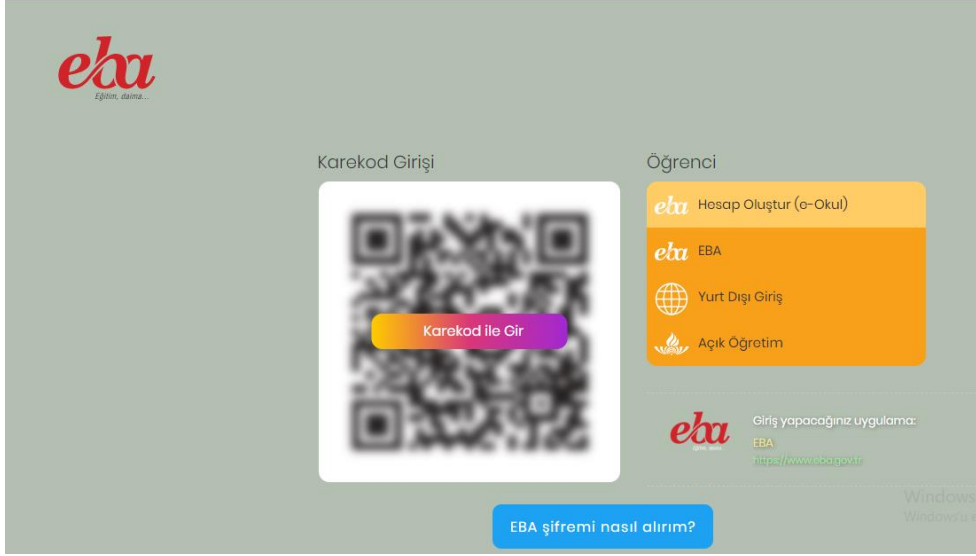 eba
Eğitim, daima...
Karekod Girişi
Karekod ile Gir
Öğrenci
eba Hesap Oluştur (e-Okul)
eba EBA
Yurt Dışı Giriş
Açık Öğretim
eba
Giriş yapacağınız uygulama:
EBA
https://www.eba.gov.tr
EBA şifremi nasıl alırım?
Windows
Windows'u e